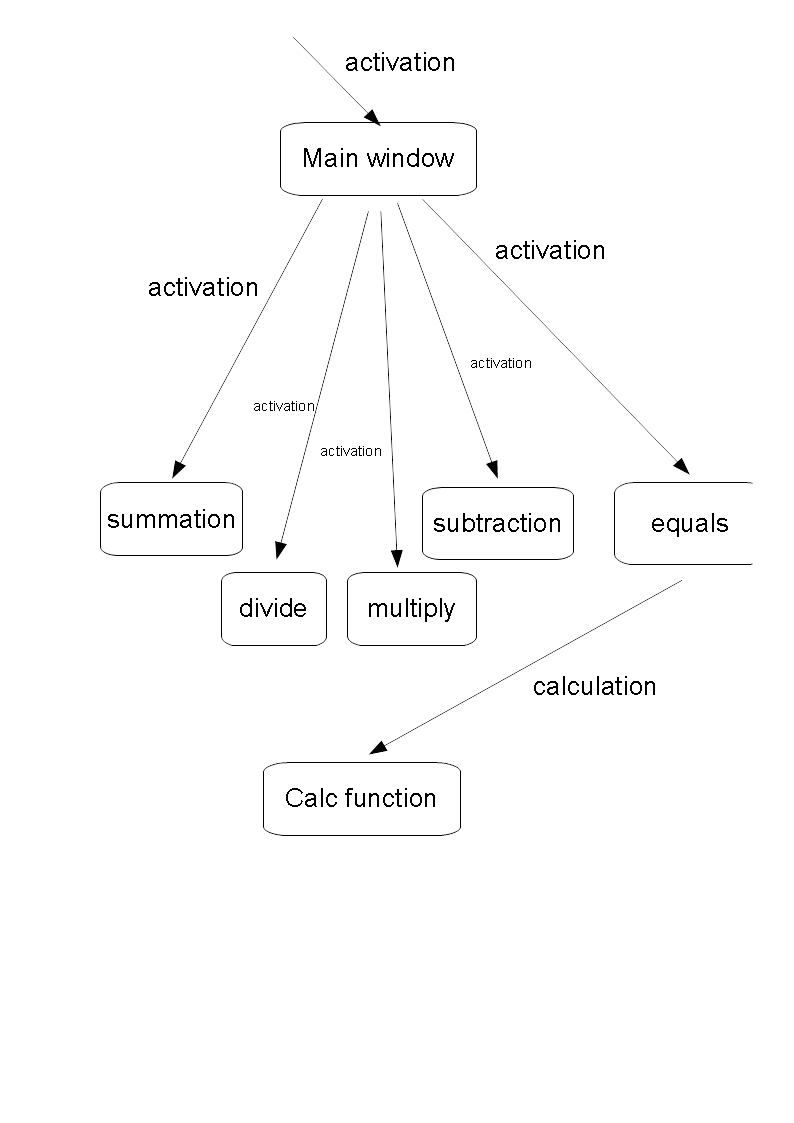 activation
Main window
activation
activation
activation
activation
activation
summation
subtraction
equals
divide
multiply
calculation
Calc function